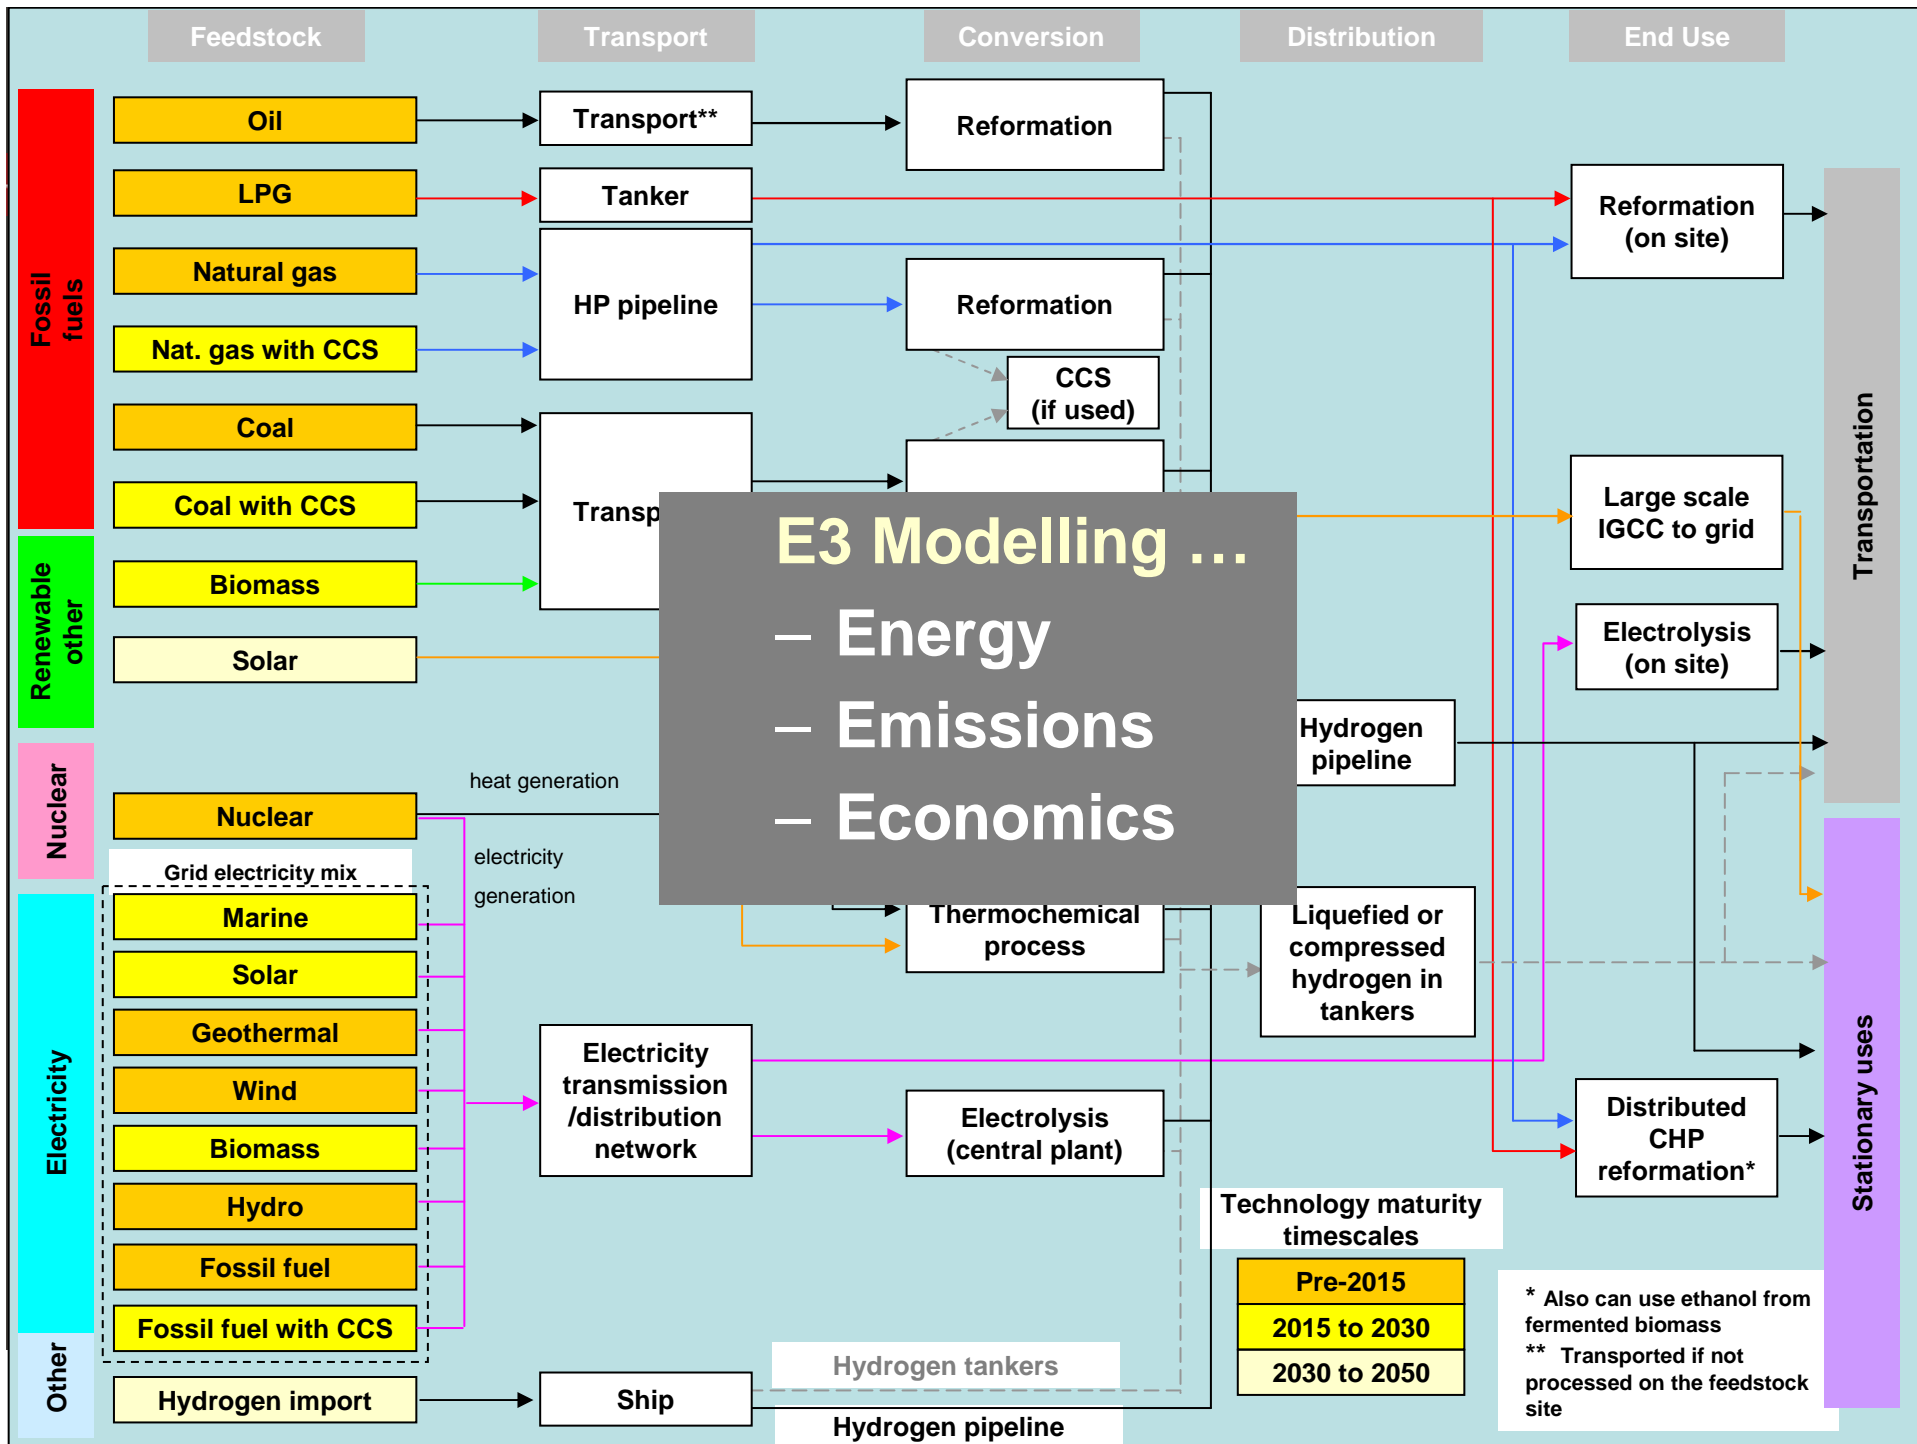 Feedstock
Transport
Conversion
Distribution
End Use
Fossil
fuels
Renewable
other
Nuclear
Electricity
Other
Oil
LPG
Natural gas
Nat. gas with CCS
Coal
Coal with CCS
Biomass
Solar
Nuclear
Grid electricity mix
Marine
Solar
Geothermal
Wind
Biomass
Hydro
Fossil fuel
Fossil fuel with CCS
Hydrogen import
heat generation
electricity
generation
Transport**
Tanker
HP pipeline
Electricity
transmission
/distribution
network
Ship
Reformation
Reformation
CCS
(if used)
E3 Modelling …
– Energy
– Emissions
– Economics
Thermochemical
process
Electrolysis
(central plant)
Hydrogen tankers
Hydrogen pipeline
Hydrogen
pipeline
Liquefied or
compressed
hydrogen in
tankers
Technology maturity
timescales
Pre-2015
2015 to 2030
2030 to 2050
Reformation
(on site)
Large scale
IGCC to grid
Electrolysis
(on site)
Distributed
CHP
reformation*
Transportation
Stationary uses
* Also can use ethanol from
fermented biomass
** Transported if not
processed on the feedstock
site